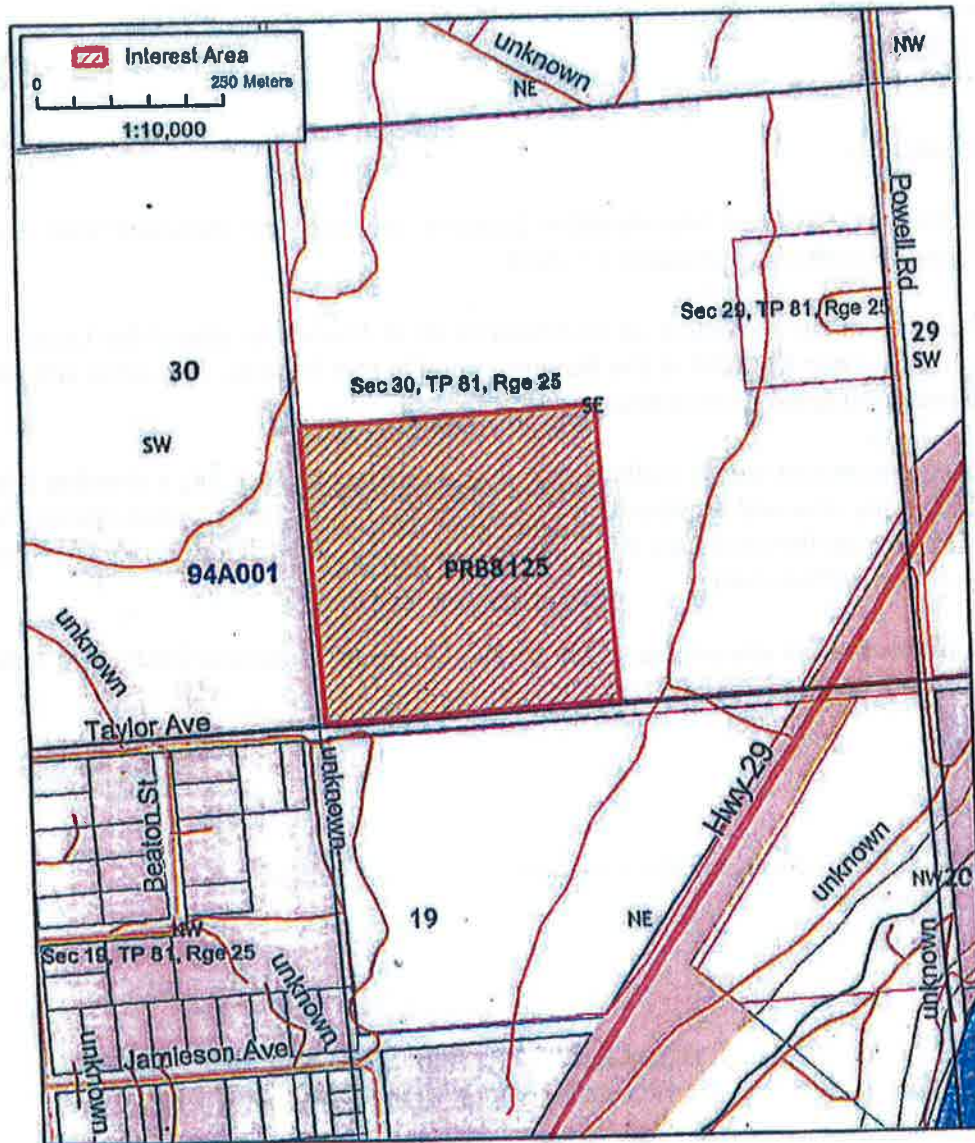 Interest Area
0 250 Meters
1:10,000
unknown
NE
NW
Powell Rd
Sec 29, TP 81, Rge 25
29
SW
30
Sec 30, TP 81, Rge 25
SE
SW
94A001
PRB8125
unknown
Taylor Ave
unknown
Beaton St
Hwy 29
unknown
NW 20
19
NE
NW
Sec 19, TP 81, Rge 25
unknown
unknown
unknown
Jamieson Ave